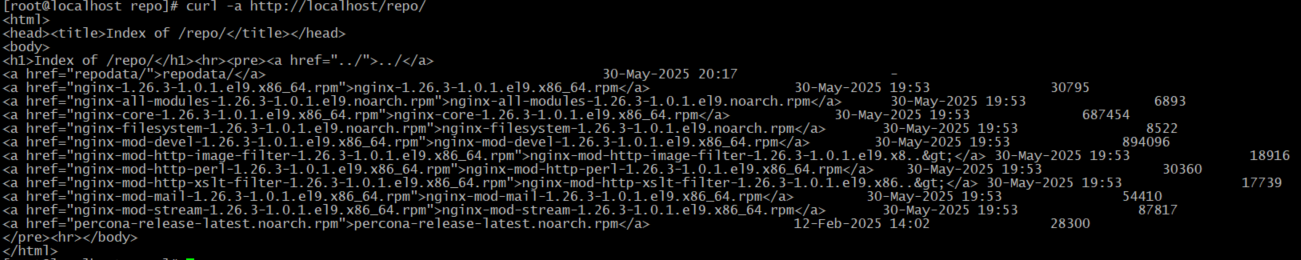 [root@localhost repo]# curl -a http://localhost/repo/
<html>
<head><title>Index of /repo/</title></head>
<body>
<h1>Index of /repo/</h1><hr><pre><a href="../">../</a>
<a href="repodata/">repodata/</a>                                          30-May-2025 20:17                   -
<a href="nginx-1.26.3-1.0.1.el9.x86_64.rpm">nginx-1.26.3-1.0.1.el9.x86_64.rpm</a>                  30-May-2025 19:53               30795
<a href="nginx-all-modules-1.26.3-1.0.1.el9.noarch.rpm">nginx-all-modules-1.26.3-1.0.1.el9.noarch.rpm</a>      30-May-2025 19:53                6893
<a href="nginx-core-1.26.3-1.0.1.el9.x86_64.rpm">nginx-core-1.26.3-1.0.1.el9.x86_64.rpm</a>             30-May-2025 19:53              687454
<a href="nginx-filesystem-1.26.3-1.0.1.el9.noarch.rpm">nginx-filesystem-1.26.3-1.0.1.el9.noarch.rpm</a>       30-May-2025 19:53                8522
<a href="nginx-mod-devel-1.26.3-1.0.1.el9.x86_64.rpm">nginx-mod-devel-1.26.3-1.0.1.el9.x86_64.rpm</a>        30-May-2025 19:53              894096
<a href="nginx-mod-http-image-filter-1.26.3-1.0.1.el9.x86_64.rpm">nginx-mod-http-image-filter-1.26.3-1.0.1.el9.x8..&gt;</a> 30-May-2025 19:53               18916
<a href="nginx-mod-http-perl-1.26.3-1.0.1.el9.x86_64.rpm">nginx-mod-http-perl-1.26.3-1.0.1.el9.x86_64.rpm</a>    30-May-2025 19:53               30360
<a href="nginx-mod-http-xslt-filter-1.26.3-1.0.1.el9.x86_64.rpm">nginx-mod-http-xslt-filter-1.26.3-1.0.1.el9.x86..&gt;</a> 30-May-2025 19:53               17739
<a href="nginx-mod-mail-1.26.3-1.0.1.el9.x86_64.rpm">nginx-mod-mail-1.26.3-1.0.1.el9.x86_64.rpm</a>         30-May-2025 19:53               54410
<a href="nginx-mod-stream-1.26.3-1.0.1.el9.x86_64.rpm">nginx-mod-stream-1.26.3-1.0.1.el9.x86_64.rpm</a>       30-May-2025 19:53               87817
<a href="percona-release-latest.noarch.rpm">percona-release-latest.noarch.rpm</a>                  12-Feb-2025 14:02               28300
</pre><hr></body>
</html>